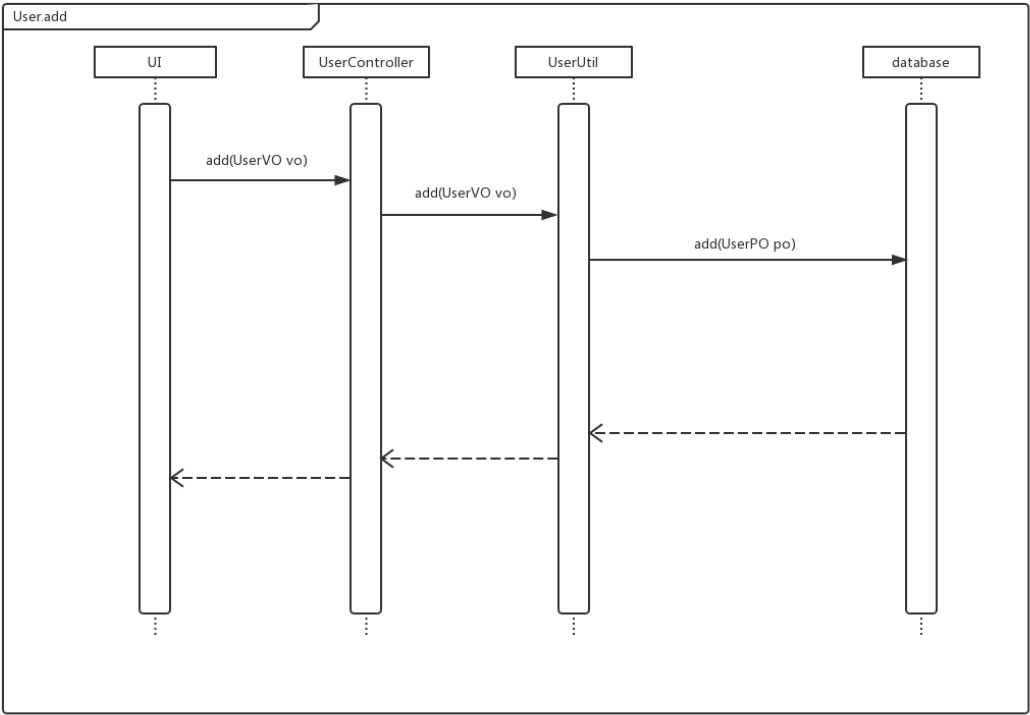 User.add
UI
UserController
UserUtil
database
add(UserVO vo)
add(UserVO vo)
add(UserPO po)